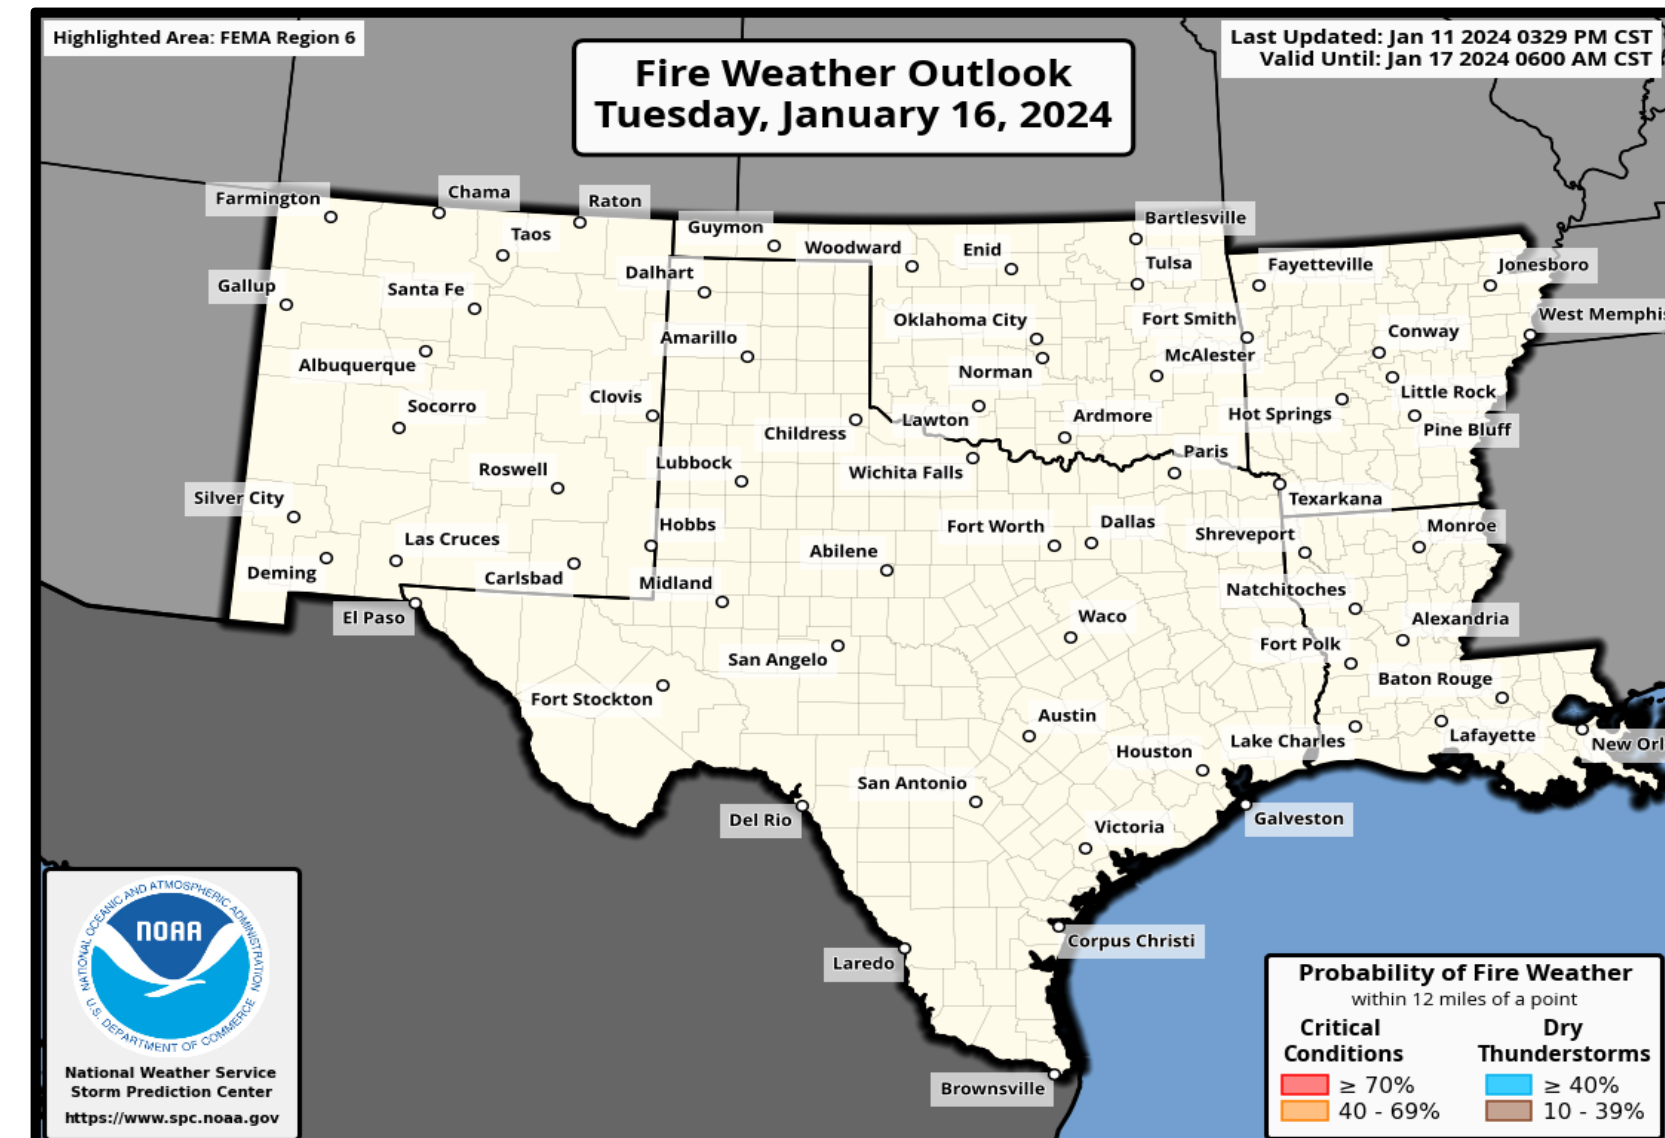 Highlighted Area: FEMA Region 6
Fire Weather Outlook
Tuesday, January 16, 2024
Last Updated: Jan 11 2024 0329 PM CST
Valid Until: Jan 17 2024 0600 AM CST
Farmington
Chama
Raton
Taos
Guymon
Woodward
Enid
Bartlesville
Tulsa
Fayetteville
Jonesboro
Gallup
Santa Fe
Dalhart
Oklahoma City
Fort Smith
West Memphis
Albuquerque
Amarillo
Norman
McAlester
Conway
Socorro
Clovis
Childress
Lawton
Ardmore
Hot Springs
Little Rock
Pine Bluff
Roswell
Lubbock
Wichita Falls
Paris
Texarkana
Silver City
Las Cruces
Hobbs
Fort Worth
Dallas
Shreveport
Monroe
Deming
Carlsbad
Midland
Abilene
Natchitoches
El Paso
Waco
Alexandria
San Angelo
Fort Polk
Fort Stockton
Baton Rouge
Austin
Houston
Lake Charles
Lafayette
New Orl
San Antonio
Del Rio
Victoria
Galveston
Corpus Christi
Laredo
Brownsville
NATIONAL OCEANIC AND ATMOSPHERIC ADMINISTRATION
NOAA
U.S. DEPARTMENT OF COMMERCE
National Weather Service
Storm Prediction Center
https://www.spc.noaa.gov
Probability of Fire Weather
within 12 miles of a point
Critical Conditions
≥ 70%
40 - 69%
Dry Thunderstorms
≥ 40%
10 - 39%